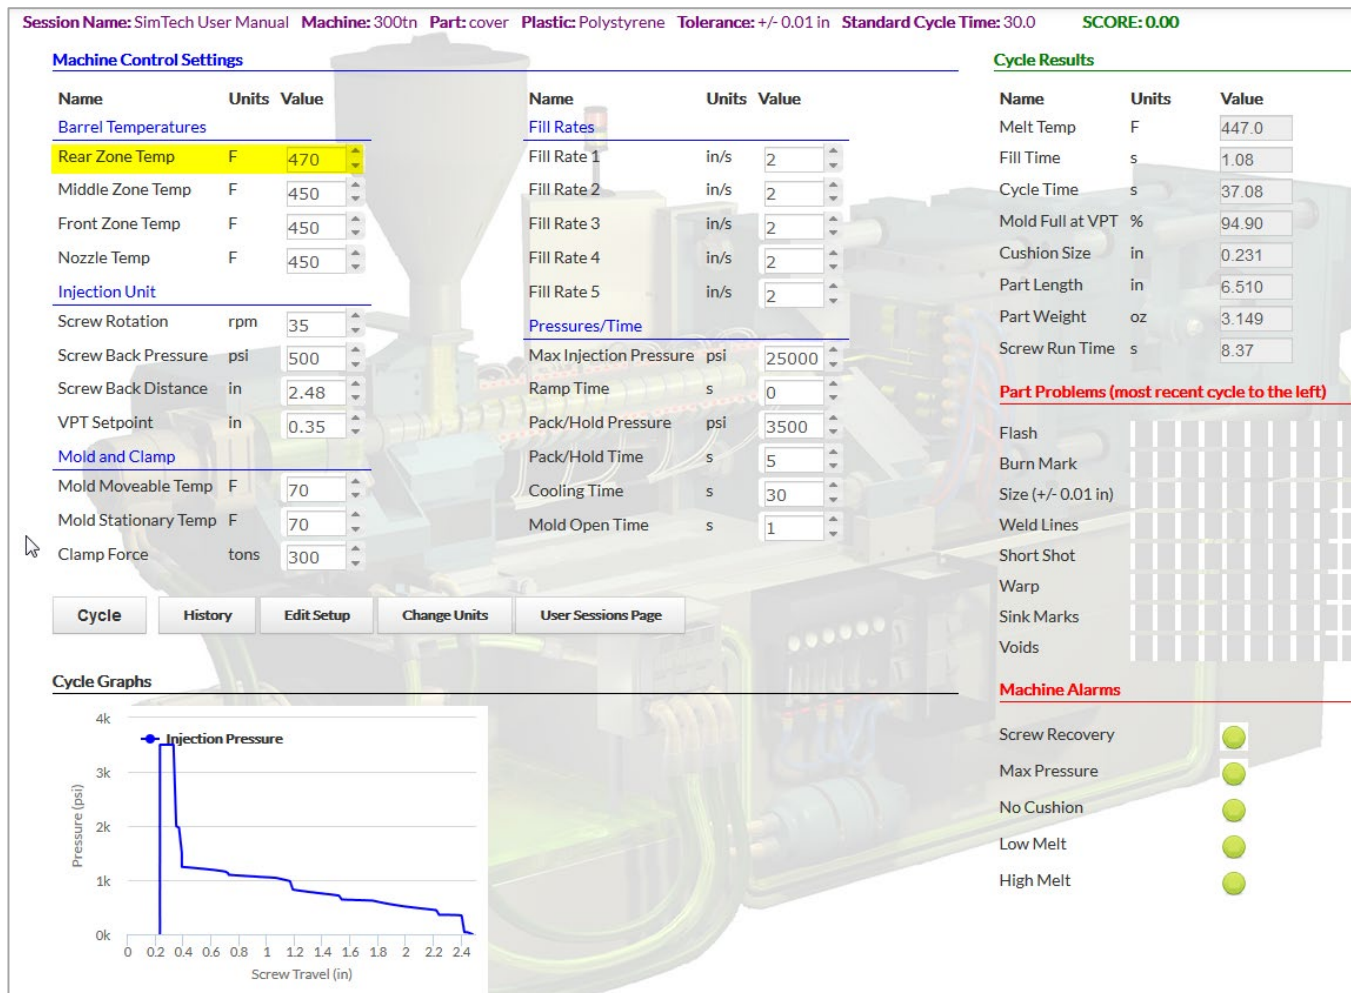 Session Name: SimTech User Manual Machine: 300tn Part: cover Plastic: Polystyrene Tolerance: +/- 0.01 in Standard Cycle Time: 30.0 SCORE: 0.00
Machine Control Settings
Name Units Value
Barrel Temperatures
Rear Zone Temp F 470
Middle Zone Temp F 450
Front Zone Temp F 450
Nozzle Temp F 450
Injection Unit
Screw Rotation rpm 35
Screw Back Pressure psi 500
Screw Back Distance in 2.48
VPT Setpoint in 0.35
Mold and Clamp
Mold Moveable Temp F 70
Mold Stationary Temp F 70
Clamp Force tons 300
Name Units Value
Fill Rates
Fill Rate 1 in/s 2
Fill Rate 2 in/s 2
Fill Rate 3 in/s 2
Fill Rate 4 in/s 2
Fill Rate 5 in/s 2
Pressures/Time
Max Injection Pressure psi 25000
Ramp Time s 0
Pack/Hold Pressure psi 3500
Pack/Hold Time s 5
Cooling Time s 30
Mold Open Time s 1
Cycle History Edit Setup Change Units User Sessions Page
Cycle Graphs
Injection Pressure
4k
3k
2k
1k
0k
Pressure (psi)
0 0.2 0.4 0.6 0.8 1 1.2 1.4 1.6 1.8 2 2.2 2.4
Screw Travel (in)
Cycle Results
Name Units Value
Melt Temp F 447.0
Fill Time s 1.08
Cycle Time s 37.08
Mold Full at VPT % 94.90
Cushion Size in 0.231
Part Length in 6.510
Part Weight oz 3.149
Screw Run Time s 8.37
Part Problems (most recent cycle to the left)
Flash
Burn Mark
Size (+/- 0.01 in)
Weld Lines
Short Shot
Warp
Sink Marks
Voids
Machine Alarms
Screw Recovery
Max Pressure
No Cushion
Low Melt
High Melt